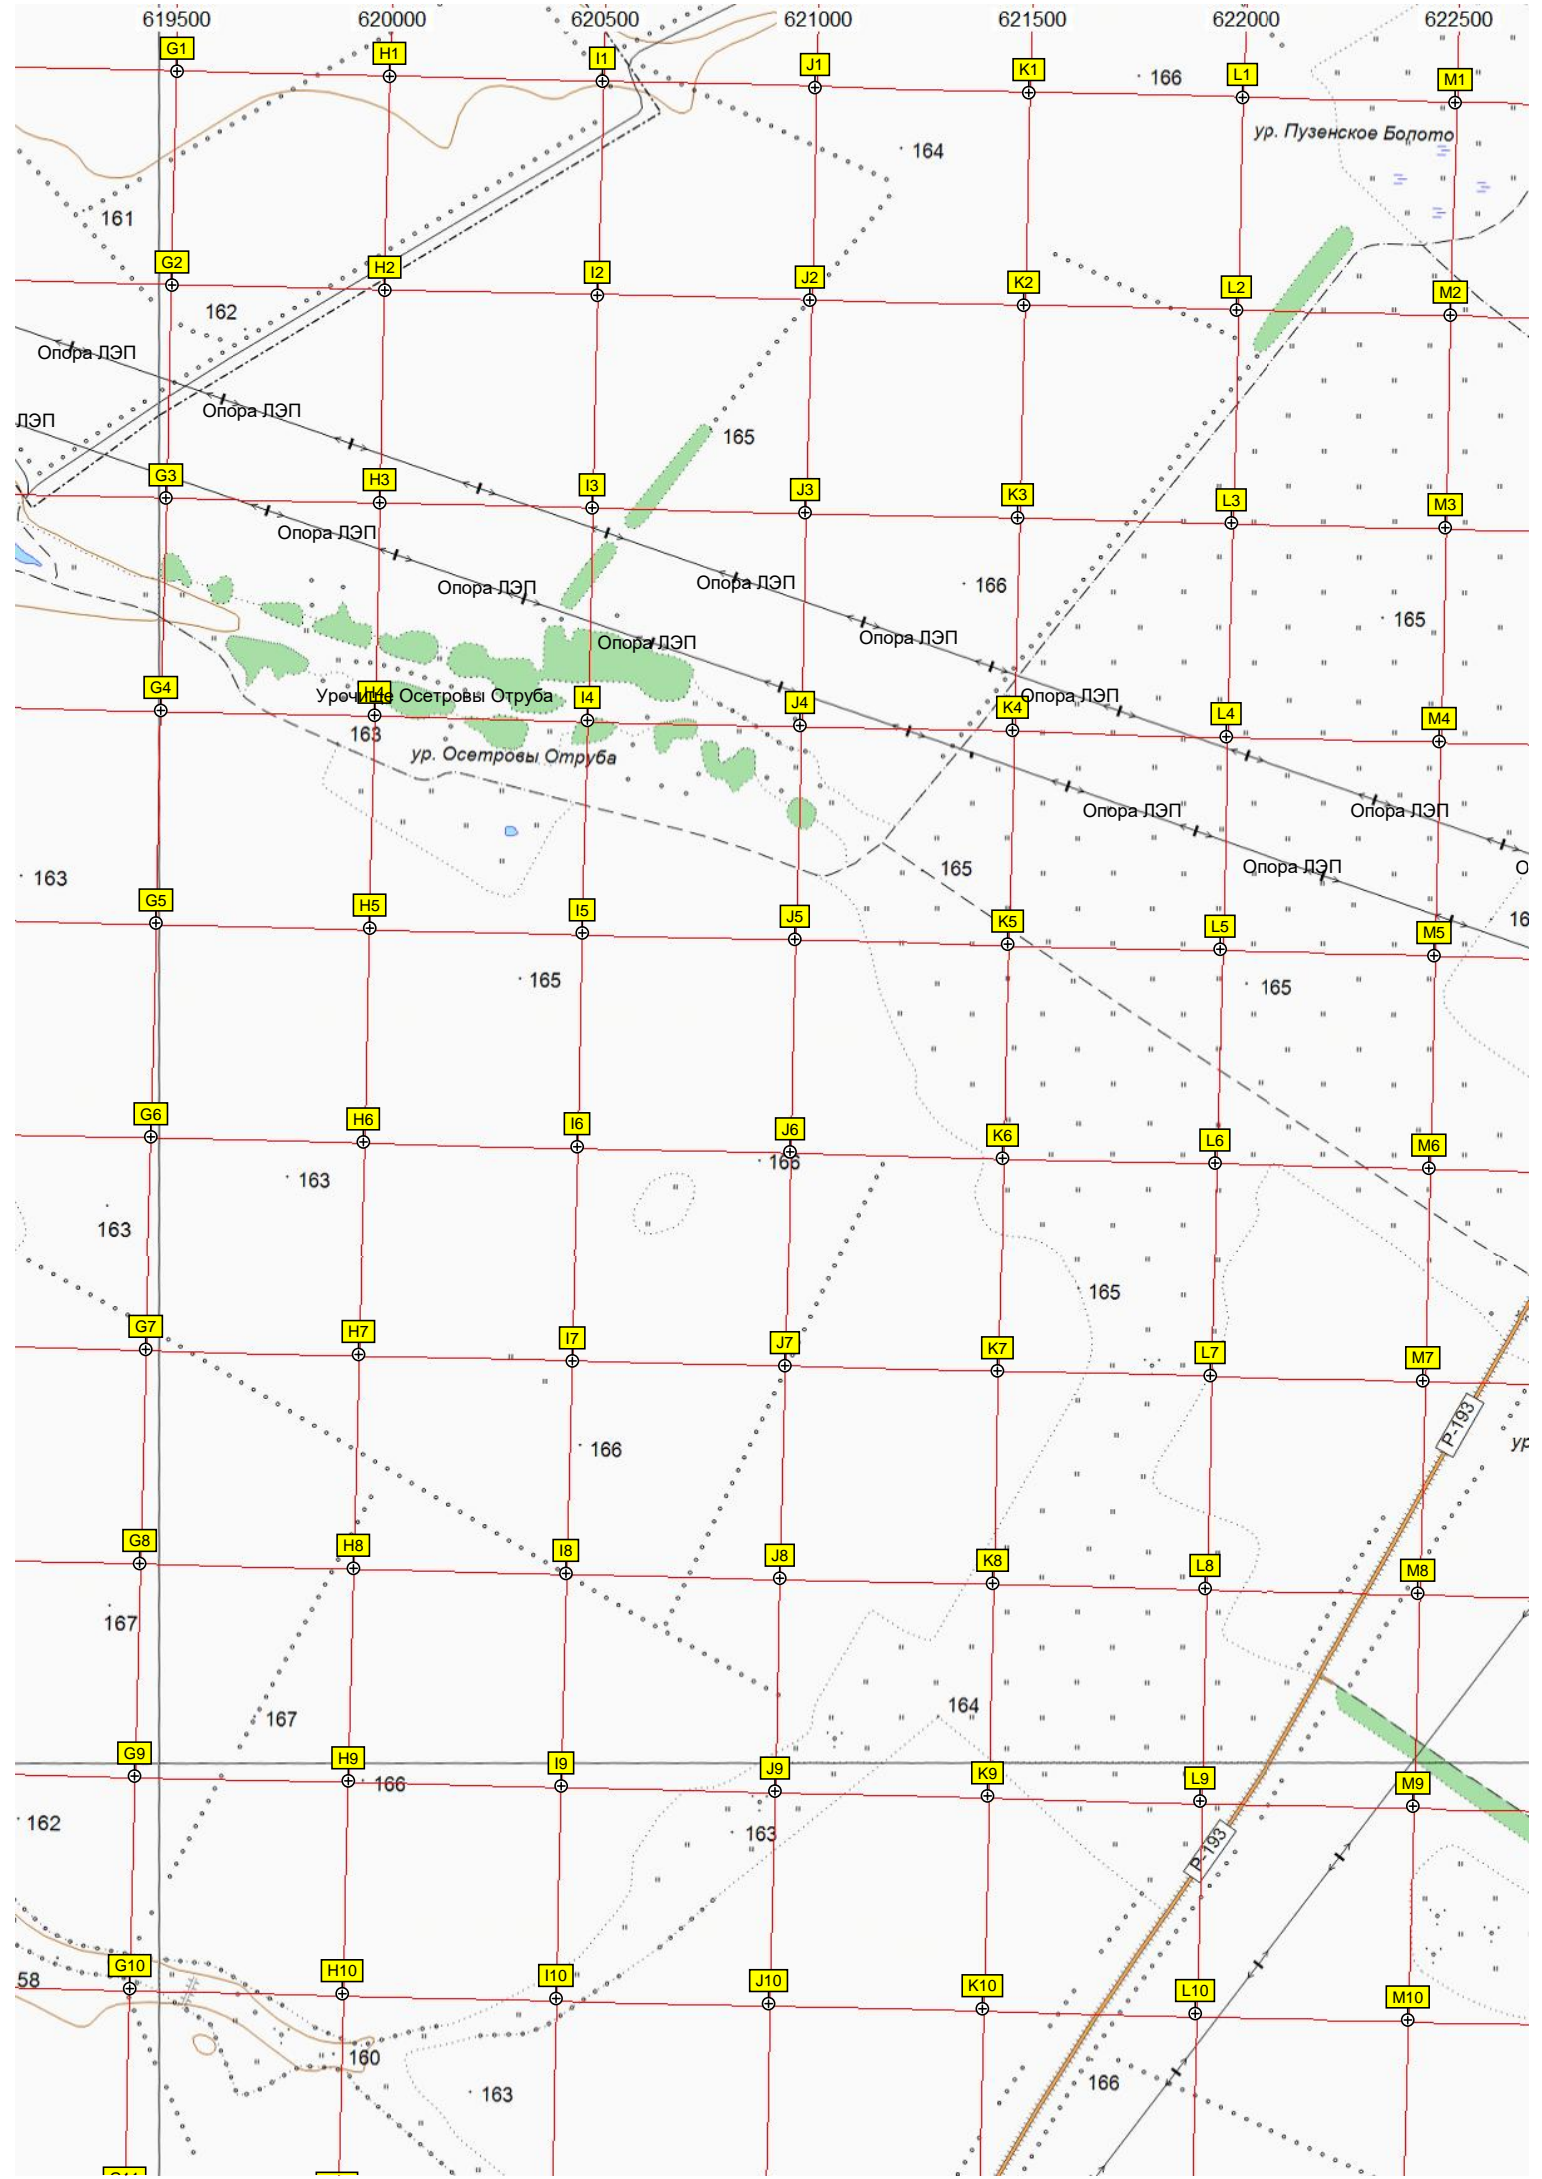 619500 620000 620500 621000 621500 622000 622500
G1 H1 I1 J1 K1 L1 M1
166
ур. Пузенское Болото
164
161
G2 H2 I2 J2 K2 L2 M2
162
Опора ЛЭП
Опора ЛЭП
ЛЭП
165
G3 H3 I3 J3 K3 L3 M3
Опора ЛЭП
Опора ЛЭП
Опора ЛЭП
166
165
Опора ЛЭП
Опора ЛЭП
G4 H4 I4 J4 K4 L4 M4
Урочище Осетровы Отруба
Опора ЛЭП
163
ур. Осетровы Отруба
Опора ЛЭП
Опора ЛЭП
163
165
Опора ЛЭП
О
G5 H5 I5 J5 K5 L5 M5
16
165
165
G6 H6 I6 J6 K6 L6 M6
166
163
163
165
G7 H7 I7 J7 K7 L7 M7
Р-193
166
ур
G8 H8 I8 J8 K8 L8 M8
167
167
164
G9 H9 I9 J9 K9 L9 M9
166
162
163
Р-193
G10 H10 I10 J10 K10 L10 M10
58
160
163
166